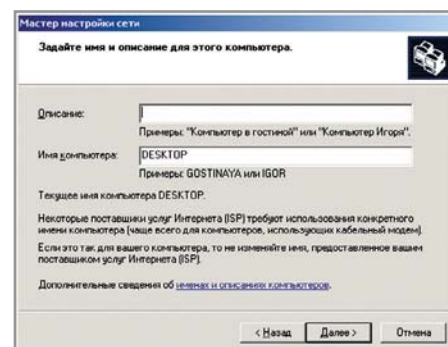 Мастер настройки сети
Задайте имя и описание для этого компьютера.
Описание:
Примеры: "Компьютер в гостиной" или "Компьютер Игоря".
Имя компьютера:
DESKTOP
Примеры: GOSTINAYA или IGOR
Текущее имя компьютера DESKTOP.
Некоторые поставщики услуг Интернета (ISP) требуют использования конкретного
имени компьютера (чаще всего для компьютеров, использующих кабельный модем).
Если это так для вашего компьютера, то не изменяйте имя, предоставленное вашим
поставщиком услуг Интернета (ISP).
Дополнительные сведения об именах и описаниях компьютеров.
< Назад
Далее >
Отмена